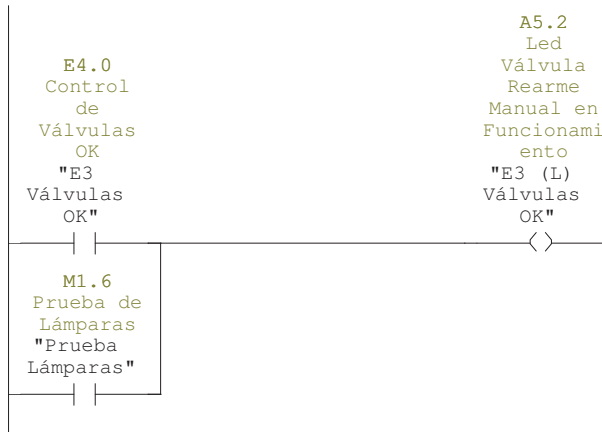 E4.0
Control
de
Válvulas
OK
"E3
Válvulas
OK"
A5.2
Led
Válvula
Rearme
Manual en
Funcionami
ento
"E3 (L)
Válvulas
OK"
M1.6
Prueba de
Lámparas
"Prueba
Lámparas"